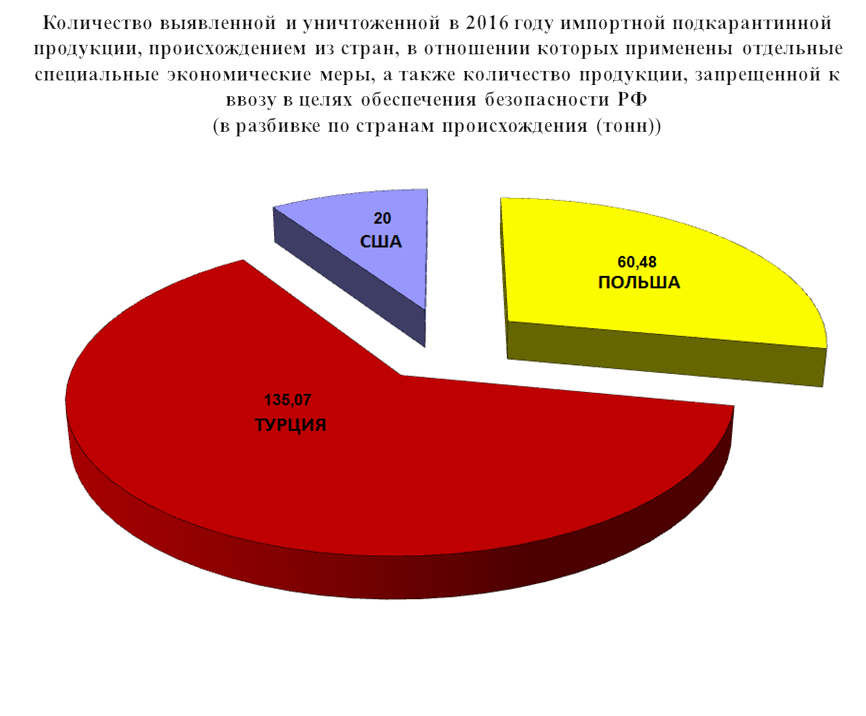 Количество выявленной и уничтоженной в 2016 году импортной подкарантинной
продукции, происхождением из стран, в отношении которых применены отдельные
специальные экономические меры, а также количество продукции, запрещенной к
ввозу в целях обеспечения безопасности РФ
(в разбивке по странам происхождения (тонн))
20
США
60,48
ПОЛЬША
135,07
ТУРЦИЯ